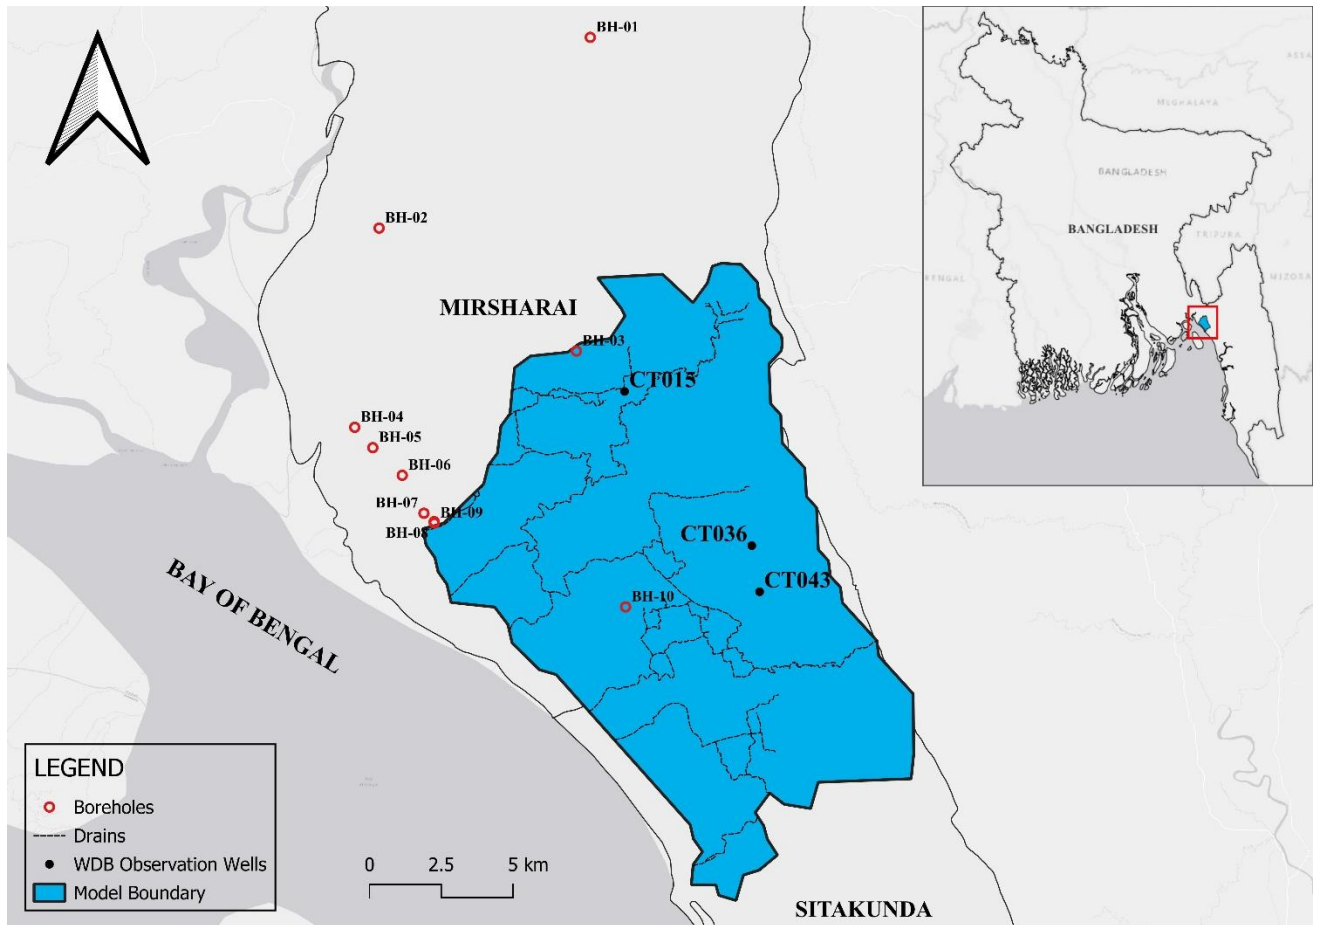 BH-01
BH-02
MIRSHARAI
BH-03
CT015
BH-04
BH-05
BH-06
BH-07
BH-09
BH-08
CT036
CT043
BH-10
BAY OF BENGAL
SITAKUNDA
0 2.5 5 km
LEGEND
Boreholes
Drains
WDB Observation Wells
Model Boundary
MEGHALAYA
BANGLADESH
BANGLADESH
TRIPURA